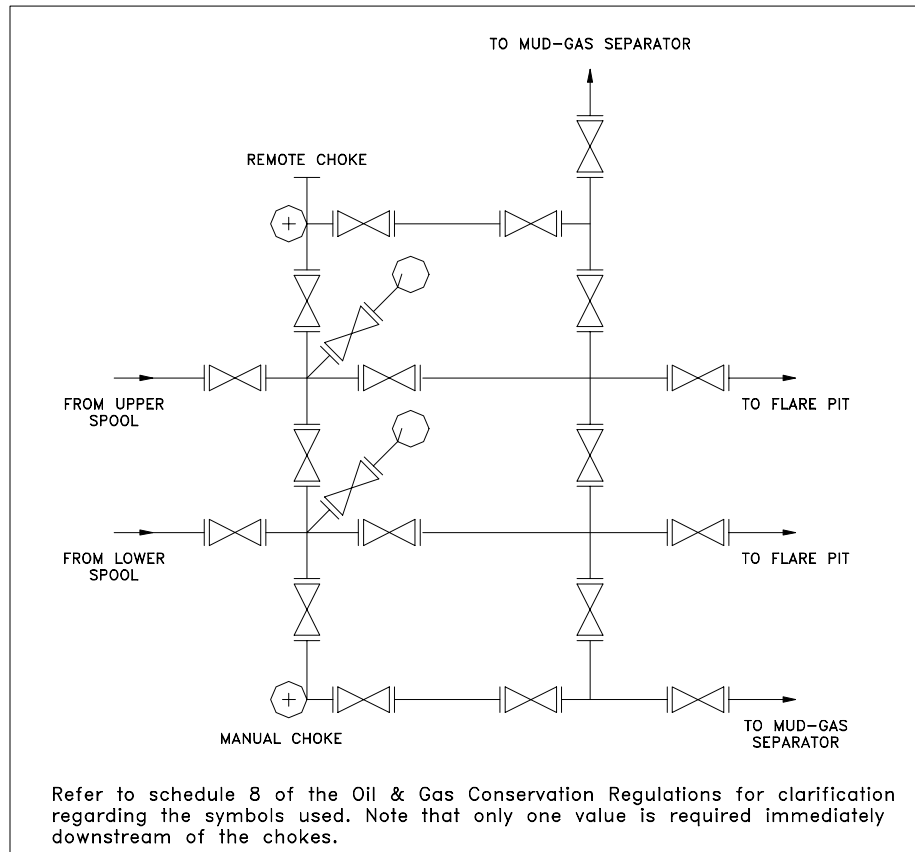 TO MUD-GAS SEPARATOR
REMOTE CHOKE
FROM UPPER
SPOOL
TO FLARE PIT
FROM LOWER
SPOOL
TO FLARE PIT
MANUAL CHOKE
TO MUD-GAS
SEPARATOR
Refer to schedule 8 of the Oil & Gas Conservation Regulations for clarification
regarding the symbols used. Note that only one value is required immediately
downstream of the chokes.